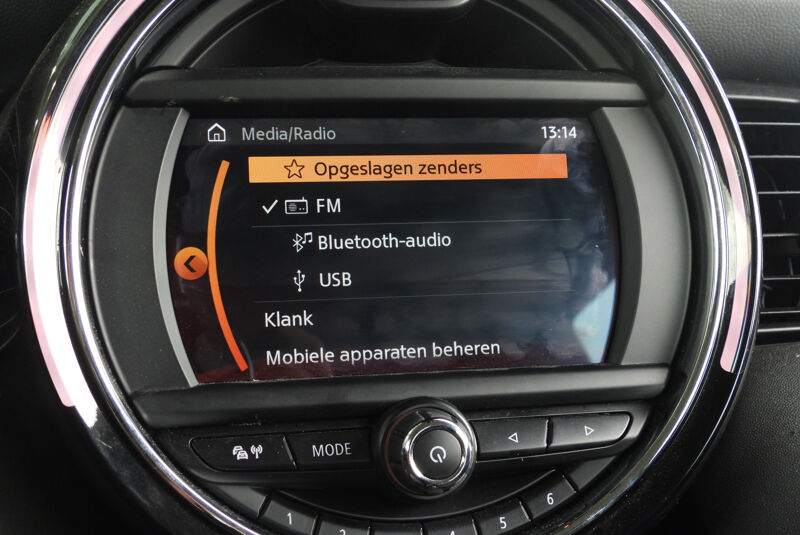 Media/Radio 13:14
Opgeslagen zenders
FM
Bluetooth-audio
USB
Klank
Mobiele apparaten beheren
MODE
1 2 4 5 6